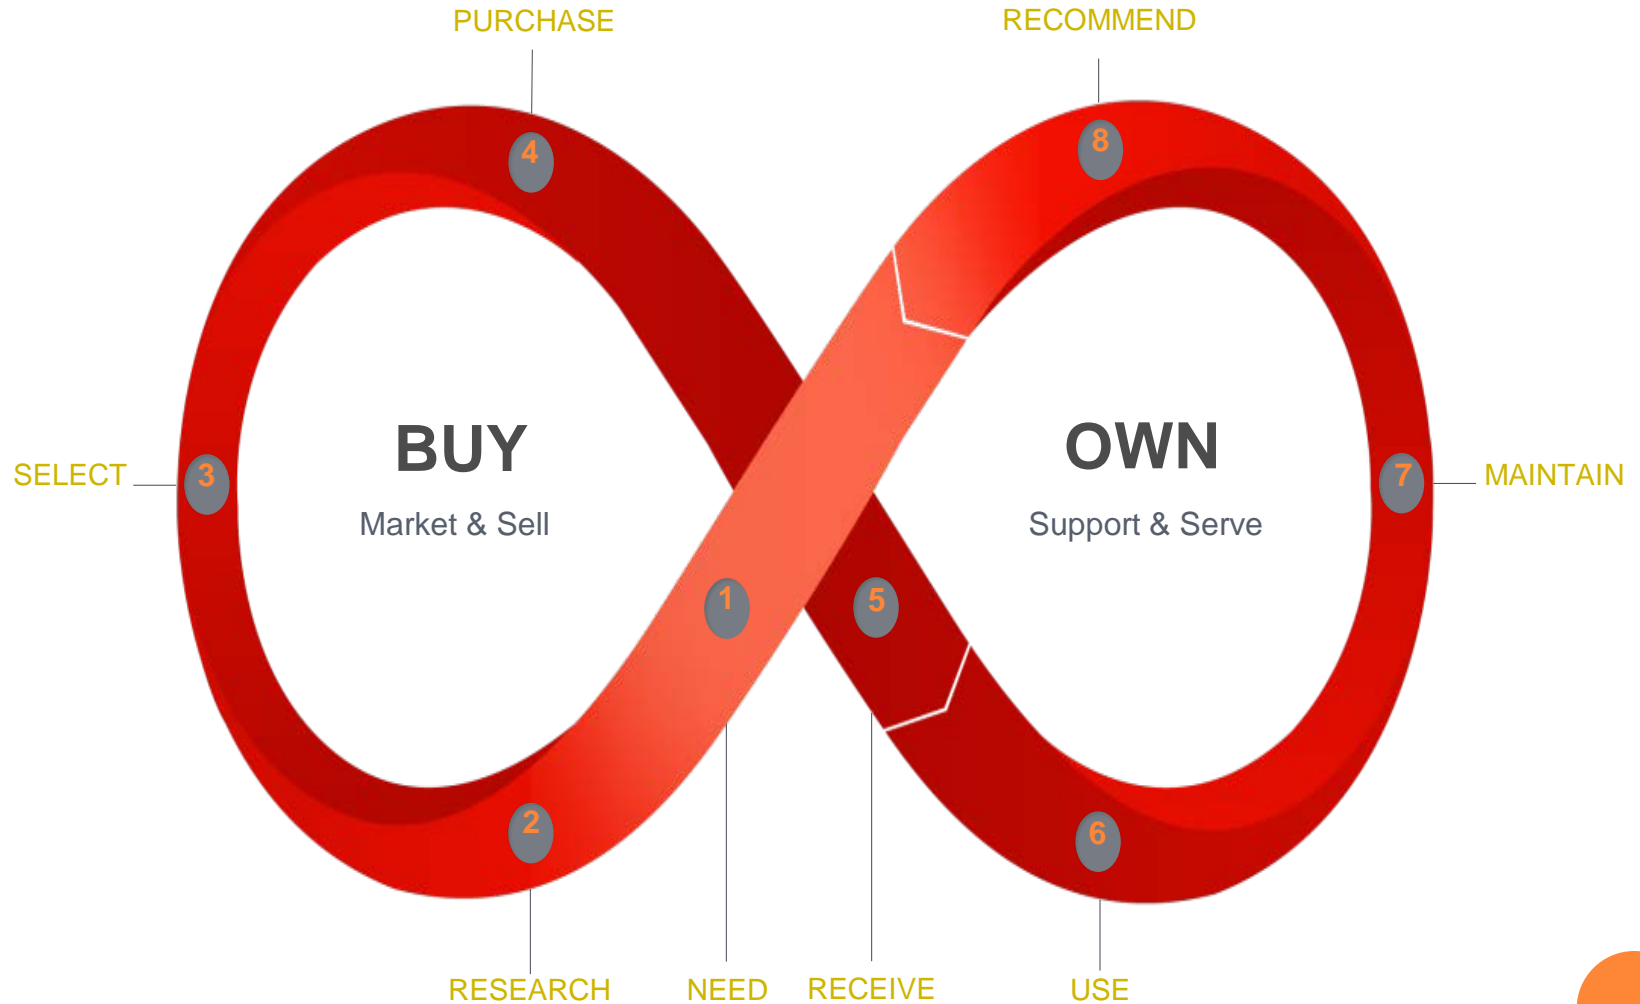 PURCHASE
RECOMMEND
4
8
BUY
OWN
SELECT
3
7
MAINTAIN
Market & Sell
Support & Serve
1
5
2
6
RESEARCH
NEED
RECEIVE
USE